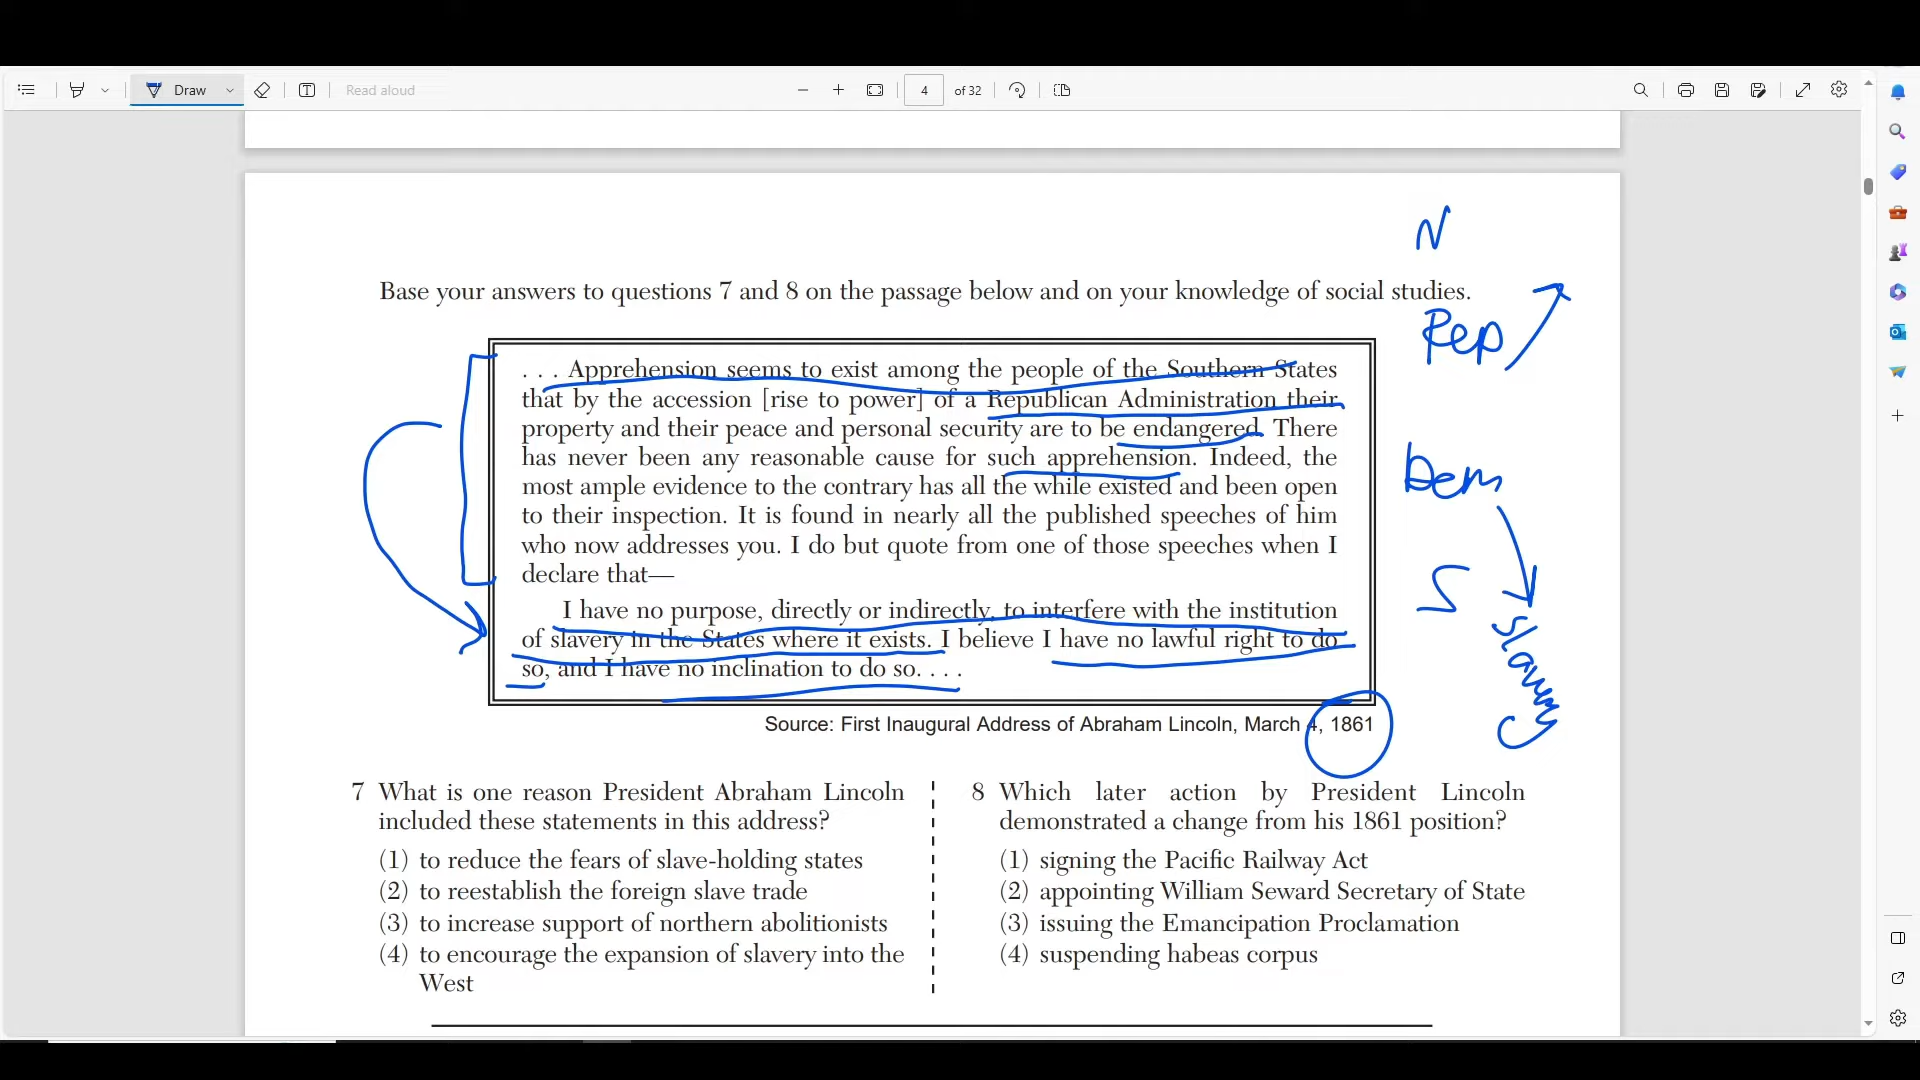 Draw
Read aloud
4 of 32
N
Base your answers to questions 7 and 8 on the passage below and on your knowledge of social studies.
Rep
. . . Apprehension seems to exist among the people of the Southern States
that by the accession [rise to power] of a Republican Administration their
property and their peace and personal security are to be endangered. There
has never been any reasonable cause for such apprehension. Indeed, the
most ample evidence to the contrary has all the while existed and been open
to their inspection. It is found in nearly all the published speeches of him
who now addresses you. I do but quote from one of those speeches when I
declare that—
Dem
S
slavery
I have no purpose, directly or indirectly, to interfere with the institution
of slavery in the States where it exists. I believe I have no lawful right to do
so, and I have no inclination to do so. . . .
Source: First Inaugural Address of Abraham Lincoln, March 4, 1861
7 What is one reason President Abraham Lincoln
included these statements in this address?
(1) to reduce the fears of slave-holding states
(2) to reestablish the foreign slave trade
(3) to increase support of northern abolitionists
(4) to encourage the expansion of slavery into the
West
8 Which later action by President Lincoln
demonstrated a change from his 1861 position?
(1) signing the Pacific Railway Act
(2) appointing William Seward Secretary of State
(3) issuing the Emancipation Proclamation
(4) suspending habeas corpus